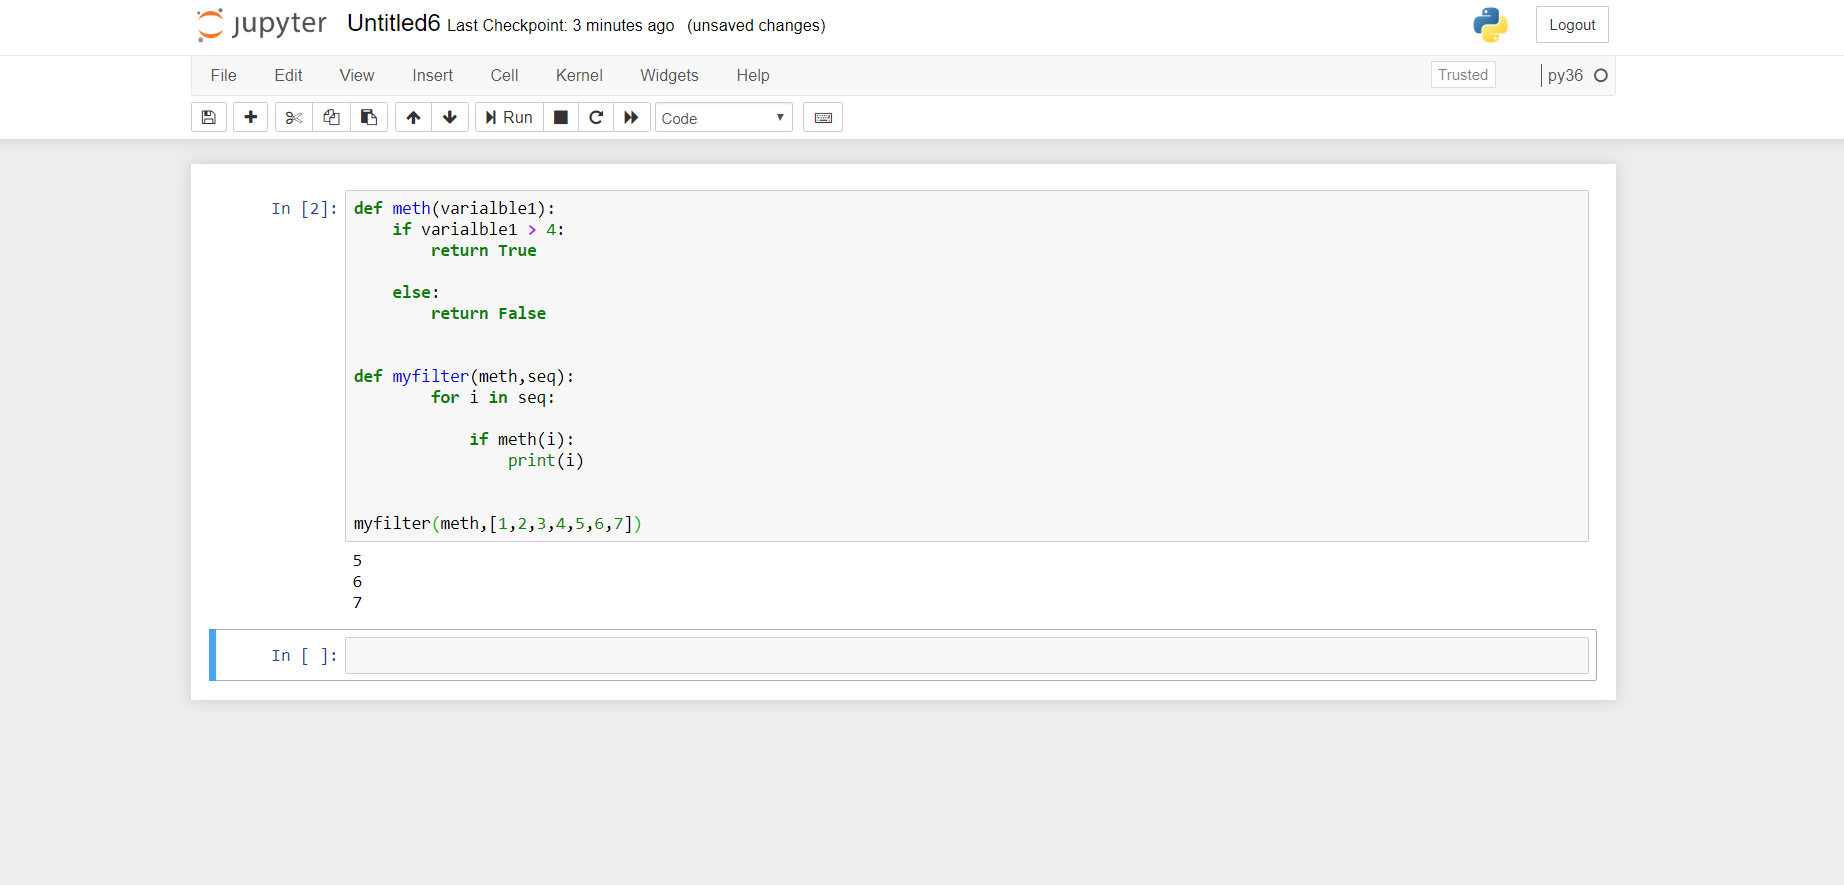 jupyter Untitled6 Last Checkpoint: 3 minutes ago (unsaved changes) Logout
File Edit View Insert Cell Kernel Widgets Help Trusted py36
Run Code
In [2]: def meth(varialble1):
    if varialble1 > 4:
        return True
    else:
        return False
def myfilter(meth,seq):
        for i in seq:
            if meth(i):
                print(i)
myfilter(meth,[1,2,3,4,5,6,7])
5
6
7
In [ ]: